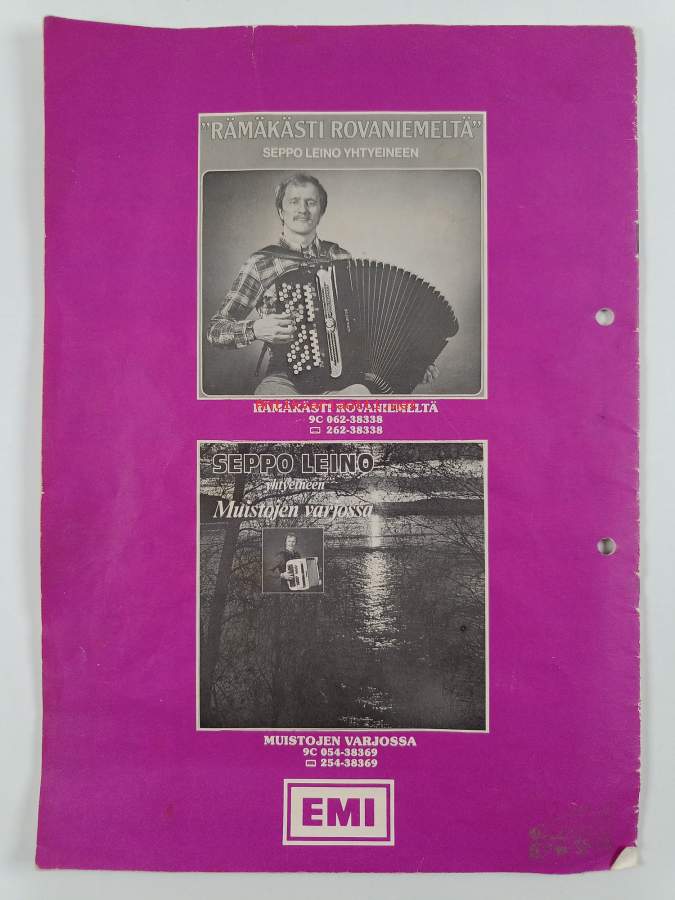 "RÄMÄKÄSTI ROVANIEMELTÄ"
SEPPO LEINO YHTYEINEEN
RÄMÄKÄSTI ROVANIEMELTÄ
9C 062-38338
262-38338
SEPPO LEINO
yhtyeineen
Muistojen varjossa
MUISTOJEN VARJOSSA
9C 054-38369
254-38369
EMI